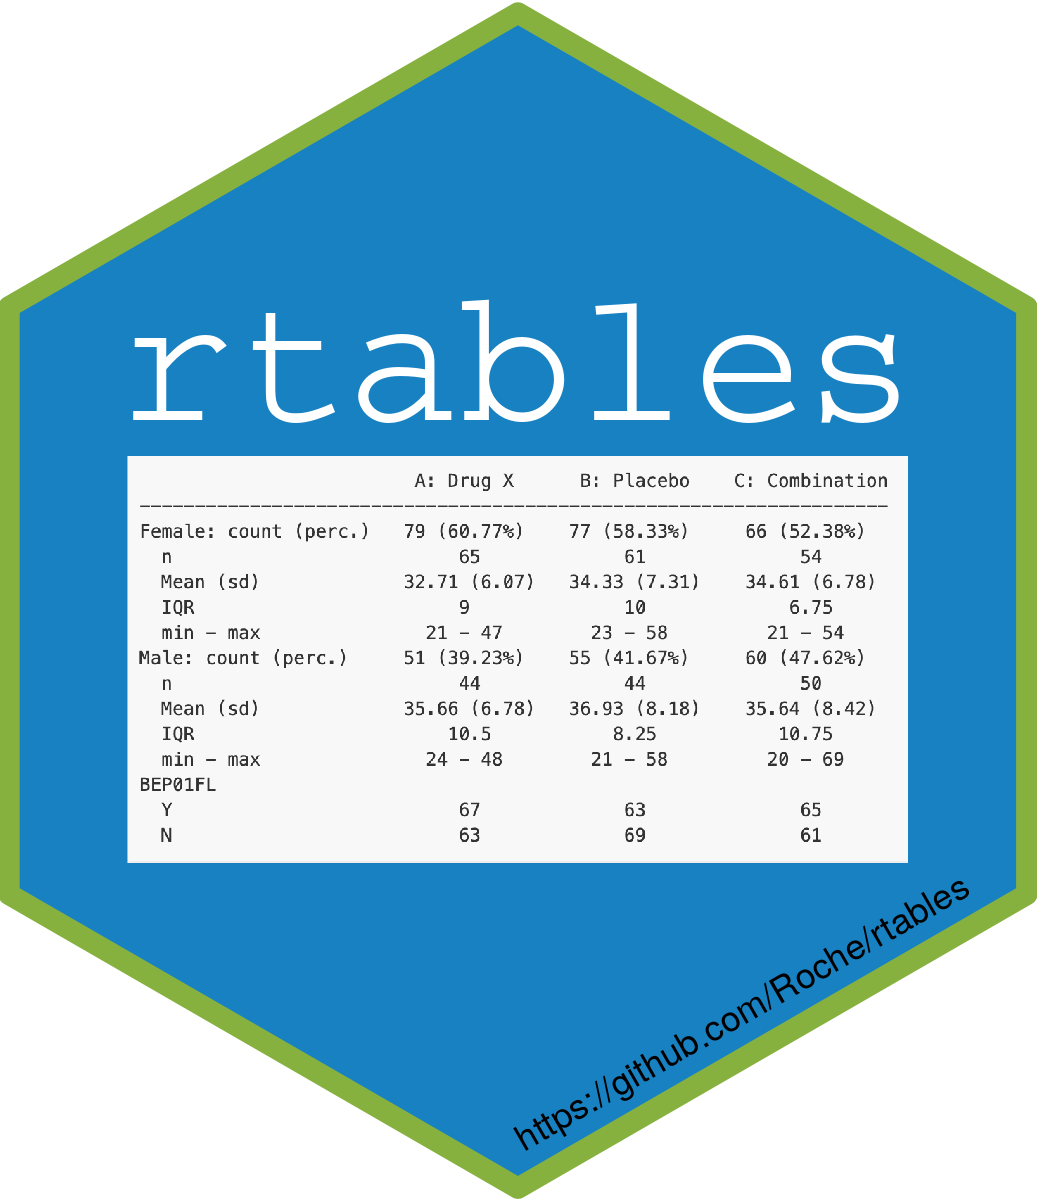 rtables
A: Drug X B: Placebo C: Combination
Female: count (perc.) 79 (60.77%) 77 (58.33%) 66 (52.38%)
n 65 61 54
Mean (sd) 32.71 (6.07) 34.33 (7.31) 34.61 (6.78)
IQR 9 10 6.75
min – max 21 – 47 23 – 58 21 – 54
Male: count (perc.) 51 (39.23%) 55 (41.67%) 60 (47.62%)
n 44 44 50
Mean (sd) 35.66 (6.78) 36.93 (8.18) 35.64 (8.42)
IQR 10.5 8.25 10.75
min – max 24 – 48 21 – 58 20 – 69
BEP01FL
Y 67 63 65
N 63 69 61
https://github.com/Roche/rtables